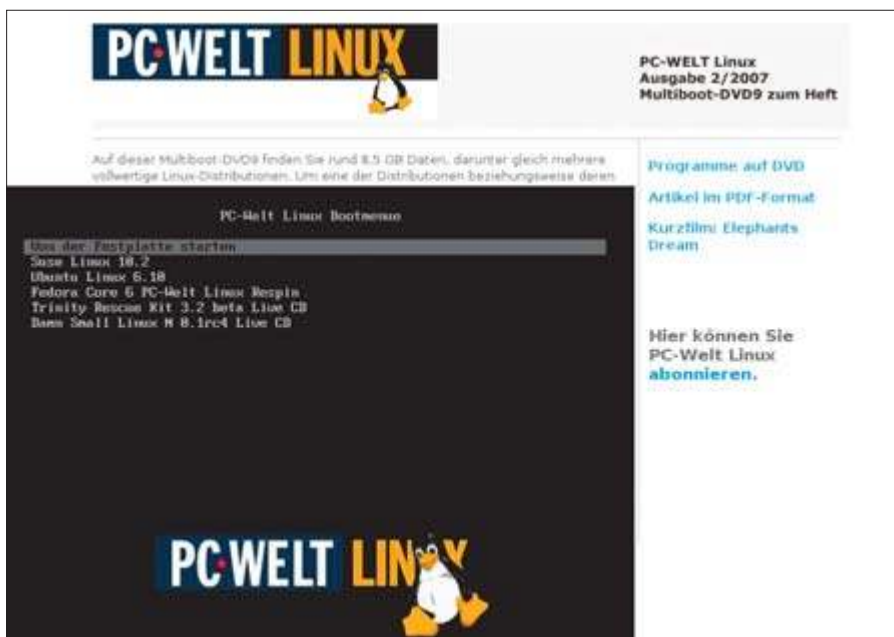 PC-WELT LINUX
PC-WELT Linux
Ausgabe 2/2007
Multiboot-DVD9 zum Heft
Auf dieser Multiboot-DVD9 finden Sie rund 8.5 GB Daten, darunter gleich mehrere
vollwertige Linux-Distributionen. Um eine der Distributionen beziehungsweise deren
Programme auf DVD
Artikel im PDF-Format
Kurzfilm: Elephants
Dream
Hier können Sie
PC-Welt Linux
abonnieren.
PC-Welt Linux Bootmenue
Von der Festplatte starten
Suse Linux 10.2
Ubuntu Linux 6.10
Fedora Core 6 PC-Welt Linux Respin
Trinity Rescue Kit 3.2 beta Live CD
Damn Small Linux N 0.1rc4 Live CD
PC-WELT LINUX